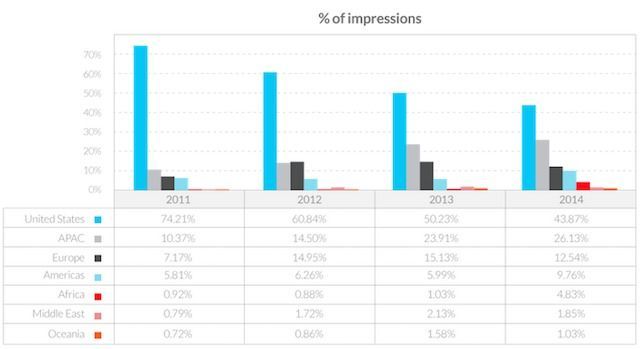 % of impressions
70%
60%
50%
40%
30%
20%
10%
0%
2011 2012 2013 2014
United States 74.21% 60.84% 50.23% 43.87%
APAC 10.37% 14.50% 23.91% 26.13%
Europe 7.17% 14.95% 15.13% 12.54%
Americas 5.81% 6.26% 5.99% 9.76%
Africa 0.92% 0.88% 1.03% 4.83%
Middle East 0.79% 1.72% 2.13% 1.85%
Oceania 0.72% 0.86% 1.58% 1.03%